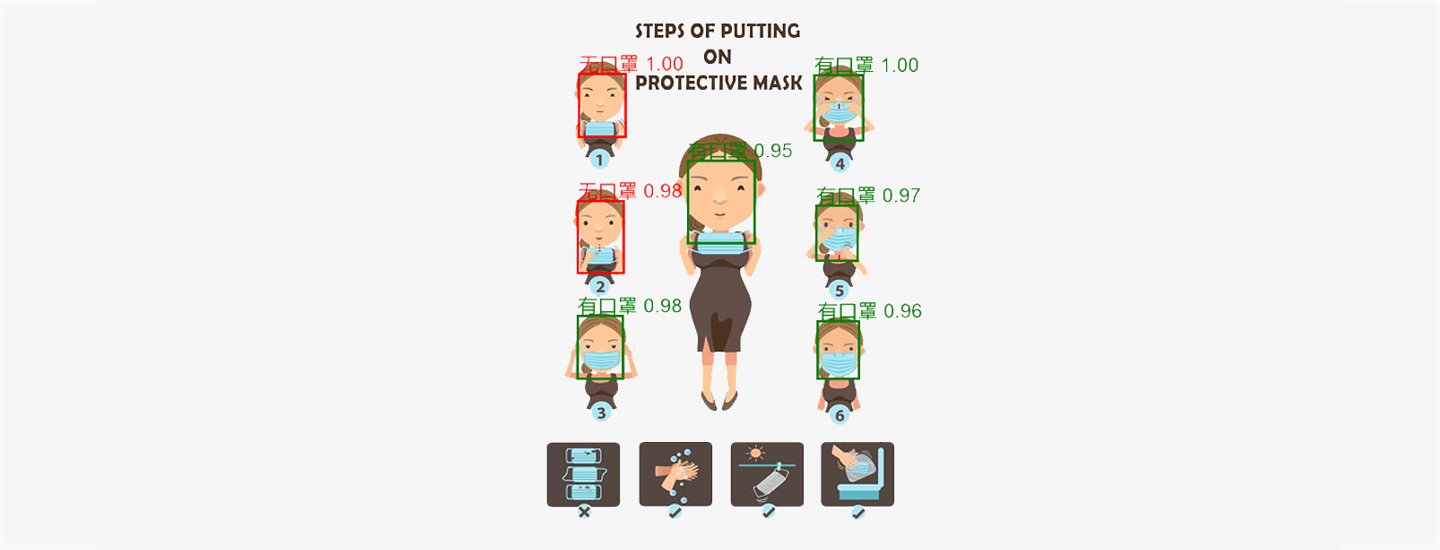 STEPS OF PUTTING
ON
PROTECTIVE MASK
无口罩 1.00
有口罩 1.00
1
4
有口罩 0.95
无口罩 0.98
有口罩 0.97
2
5
有口罩 0.98
有口罩 0.96
3
6